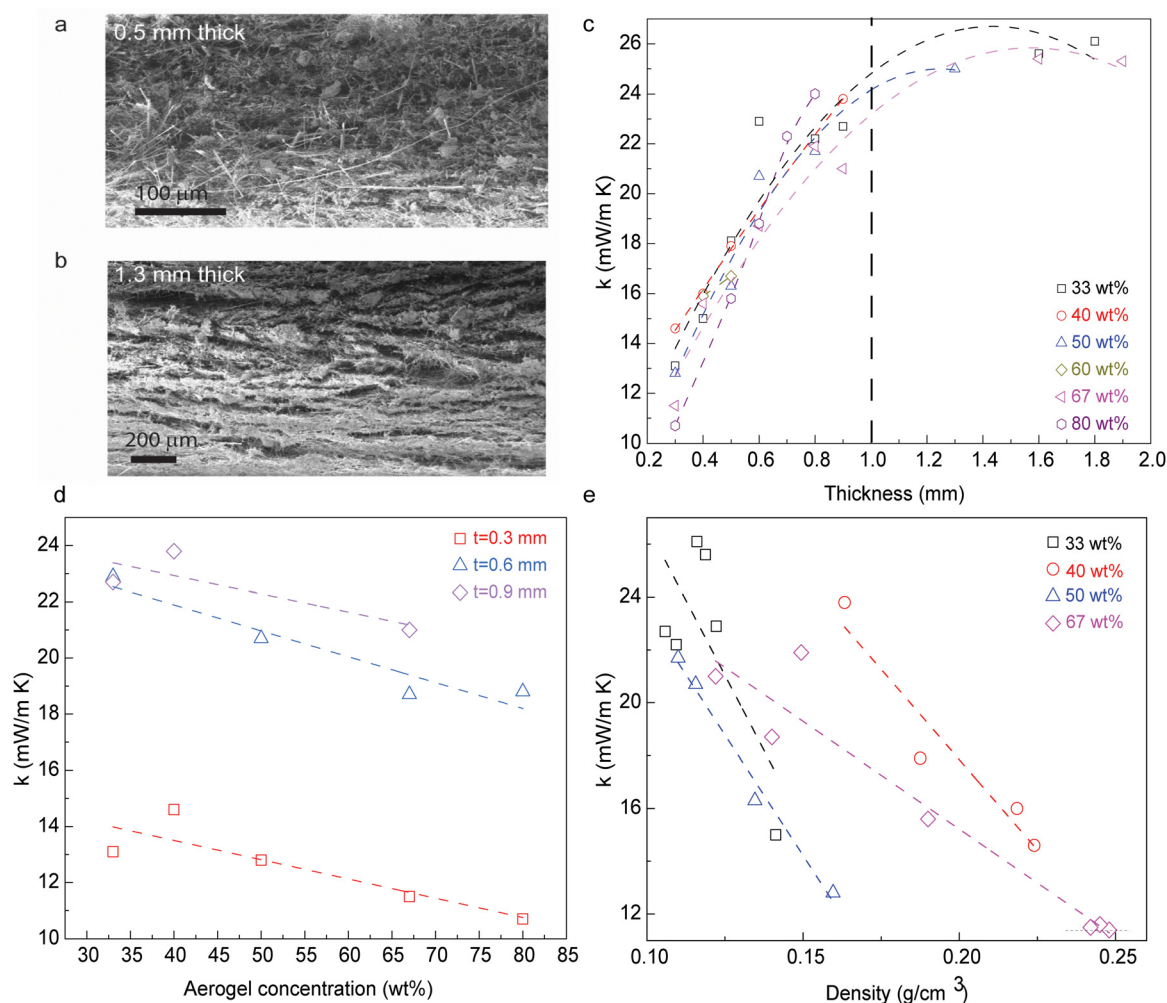 a
0.5 mm thick
100 µm
b
1.3 mm thick
200 µm
c
k (mW/m K)
26
24
22
20
18
16
14
12
10
0.2 0.4 0.6 0.8 1.0 1.2 1.4 1.6 1.8 2.0
Thickness (mm)
33 wt%
40 wt%
50 wt%
60 wt%
67 wt%
80 wt%
d
k (mW/m K)
24
22
20
18
16
14
12
10
30 35 40 45 50 55 60 65 70 75 80 85
Aerogel concentration (wt%)
t=0.3 mm
t=0.6 mm
t=0.9 mm
e
k (mW/m K)
24
20
16
12
0.10 0.15 0.20 0.25
Density (g/cm 3)
33 wt%
40 wt%
50 wt%
67 wt%